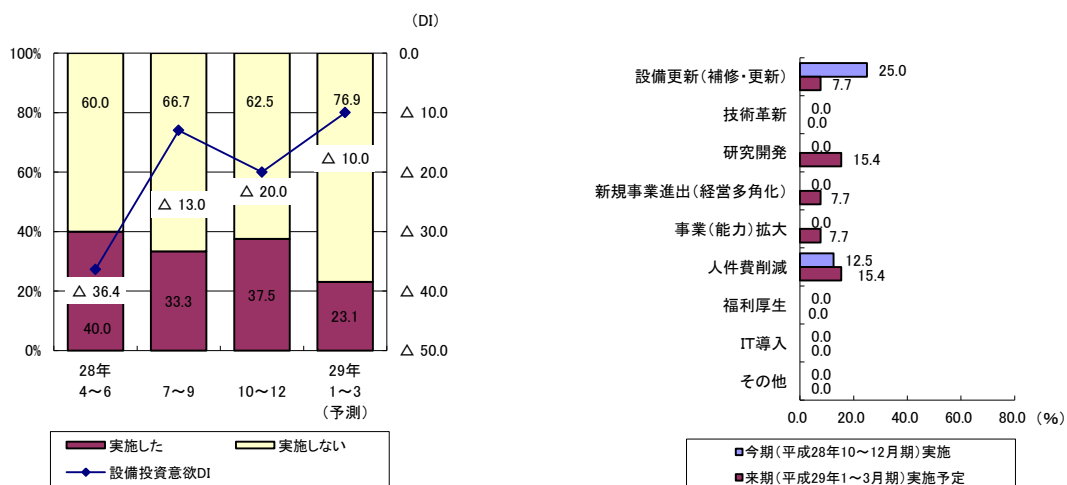 (DI)
100%
80%
60%
40%
20%
0%
0.0
△ 10.0
△ 20.0
△ 30.0
△ 40.0
△ 50.0
60.0
66.7
62.5
76.9
△ 36.4
△ 13.0
△ 20.0
△ 10.0
40.0
33.3
37.5
23.1
28年
4～6
7～9
10～12
29年
1～3
(予測)
実施した
実施しない
設備投資意欲DI
設備更新(補修・更新)
25.0
7.7
技術革新
0.0
0.0
研究開発
0.0
15.4
新規事業進出(経営多角化)
0.0
7.7
事業(能力)拡大
0.0
7.7
人件費削減
12.5
15.4
福利厚生
0.0
0.0
IT導入
0.0
0.0
その他
0.0
0.0
0.0 20.0 40.0 60.0 80.0 (%)
今期(平成28年10～12月期)実施
来期(平成29年1～3月期)実施予定